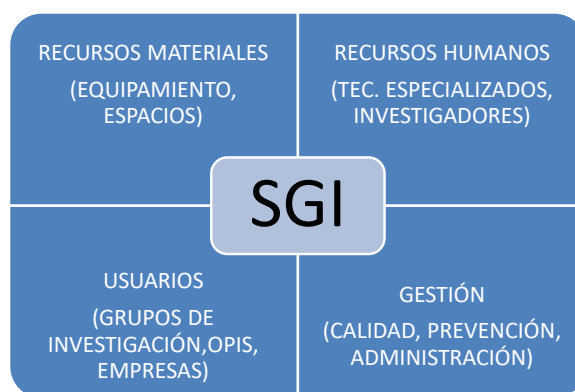 RECURSOS MATERIALES
(EQUIPAMIENTO,
ESPACIOS)
RECURSOS HUMANOS
(TEC. ESPECIALIZADOS,
INVESTIGADORES)
SGI
USUARIOS
(GRUPOS DE
INVESTIGACIÓN,OPIS,
EMPRESAS)
GESTIÓN
(CALIDAD, PREVENCIÓN,
ADMINISTRACIÓN)